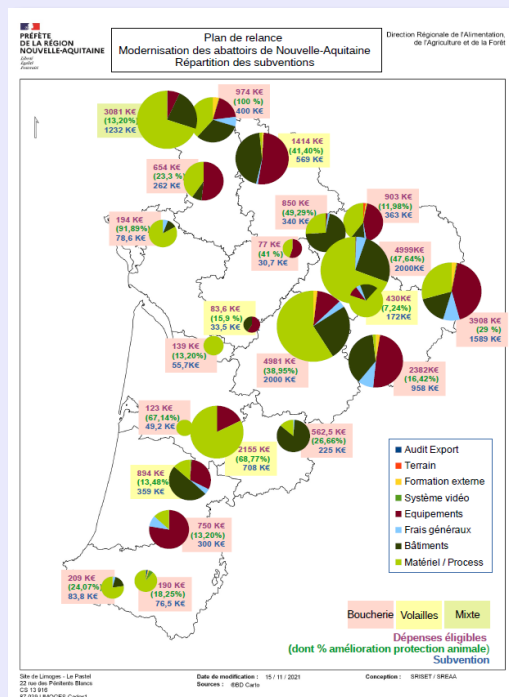 PRÉFÈTE
DE LA RÉGION
NOUVELLE-AQUITAINE
Liberté
Égalité
Fraternité
Plan de relance
Modernisation des abattoirs de Nouvelle-Aquitaine
Répartition des subventions
Direction Régionale de l'Alimentation,
de l'Agriculture et de la Forêt
3081 K€
(13,20%)
1232 K€
974 K€
(100 %)
400 K€
1414 K€
(41,40%)
569 K€
654 K€
(23,3 %)
262 K€
850 K€
(49,29%)
340 K€
903 K€
(11,98%)
363 K€
194 K€
(91,89%)
78,6 K€
77 K€
(41 %)
30,7 K€
4999K€
(47,64%)
2000K€
430K€
(7,24%)
172K€
3908 K€
(29 %)
1589 K€
83,6 K€
(15,9 %)
33,5 K€
139 K€
(13,20%)
55,7K€
4981 K€
(38,95%)
2000 K€
2382K€
(16,42%)
958 K€
123 K€
(67,14%)
49,2 K€
2155 K€
(68,77%)
708 K€
562,5 K€
(26,66%)
225 K€
894 K€
(13,48%)
359 K€
750 K€
(13,20%)
300 K€
209 K€
(24,07%)
83,8 K€
190 K€
(18,25%)
76,5 K€
Audit Export
Terrain
Formation externe
Système vidéo
Equipements
Frais généraux
Bâtiments
Matériel / Process
Boucherie
Volailles
Mixte
Dépenses éligibles
(dont % amélioration protection animale)
Subvention
Site de Limoges - Le Pastel
22 rue des Pénitents Blancs
CS 13 916
87 039 LIMOGES Cedex1
Date de modification : 15 / 11 / 2021
Sources : ®BD Carto
Conception : SRISET / SREAA